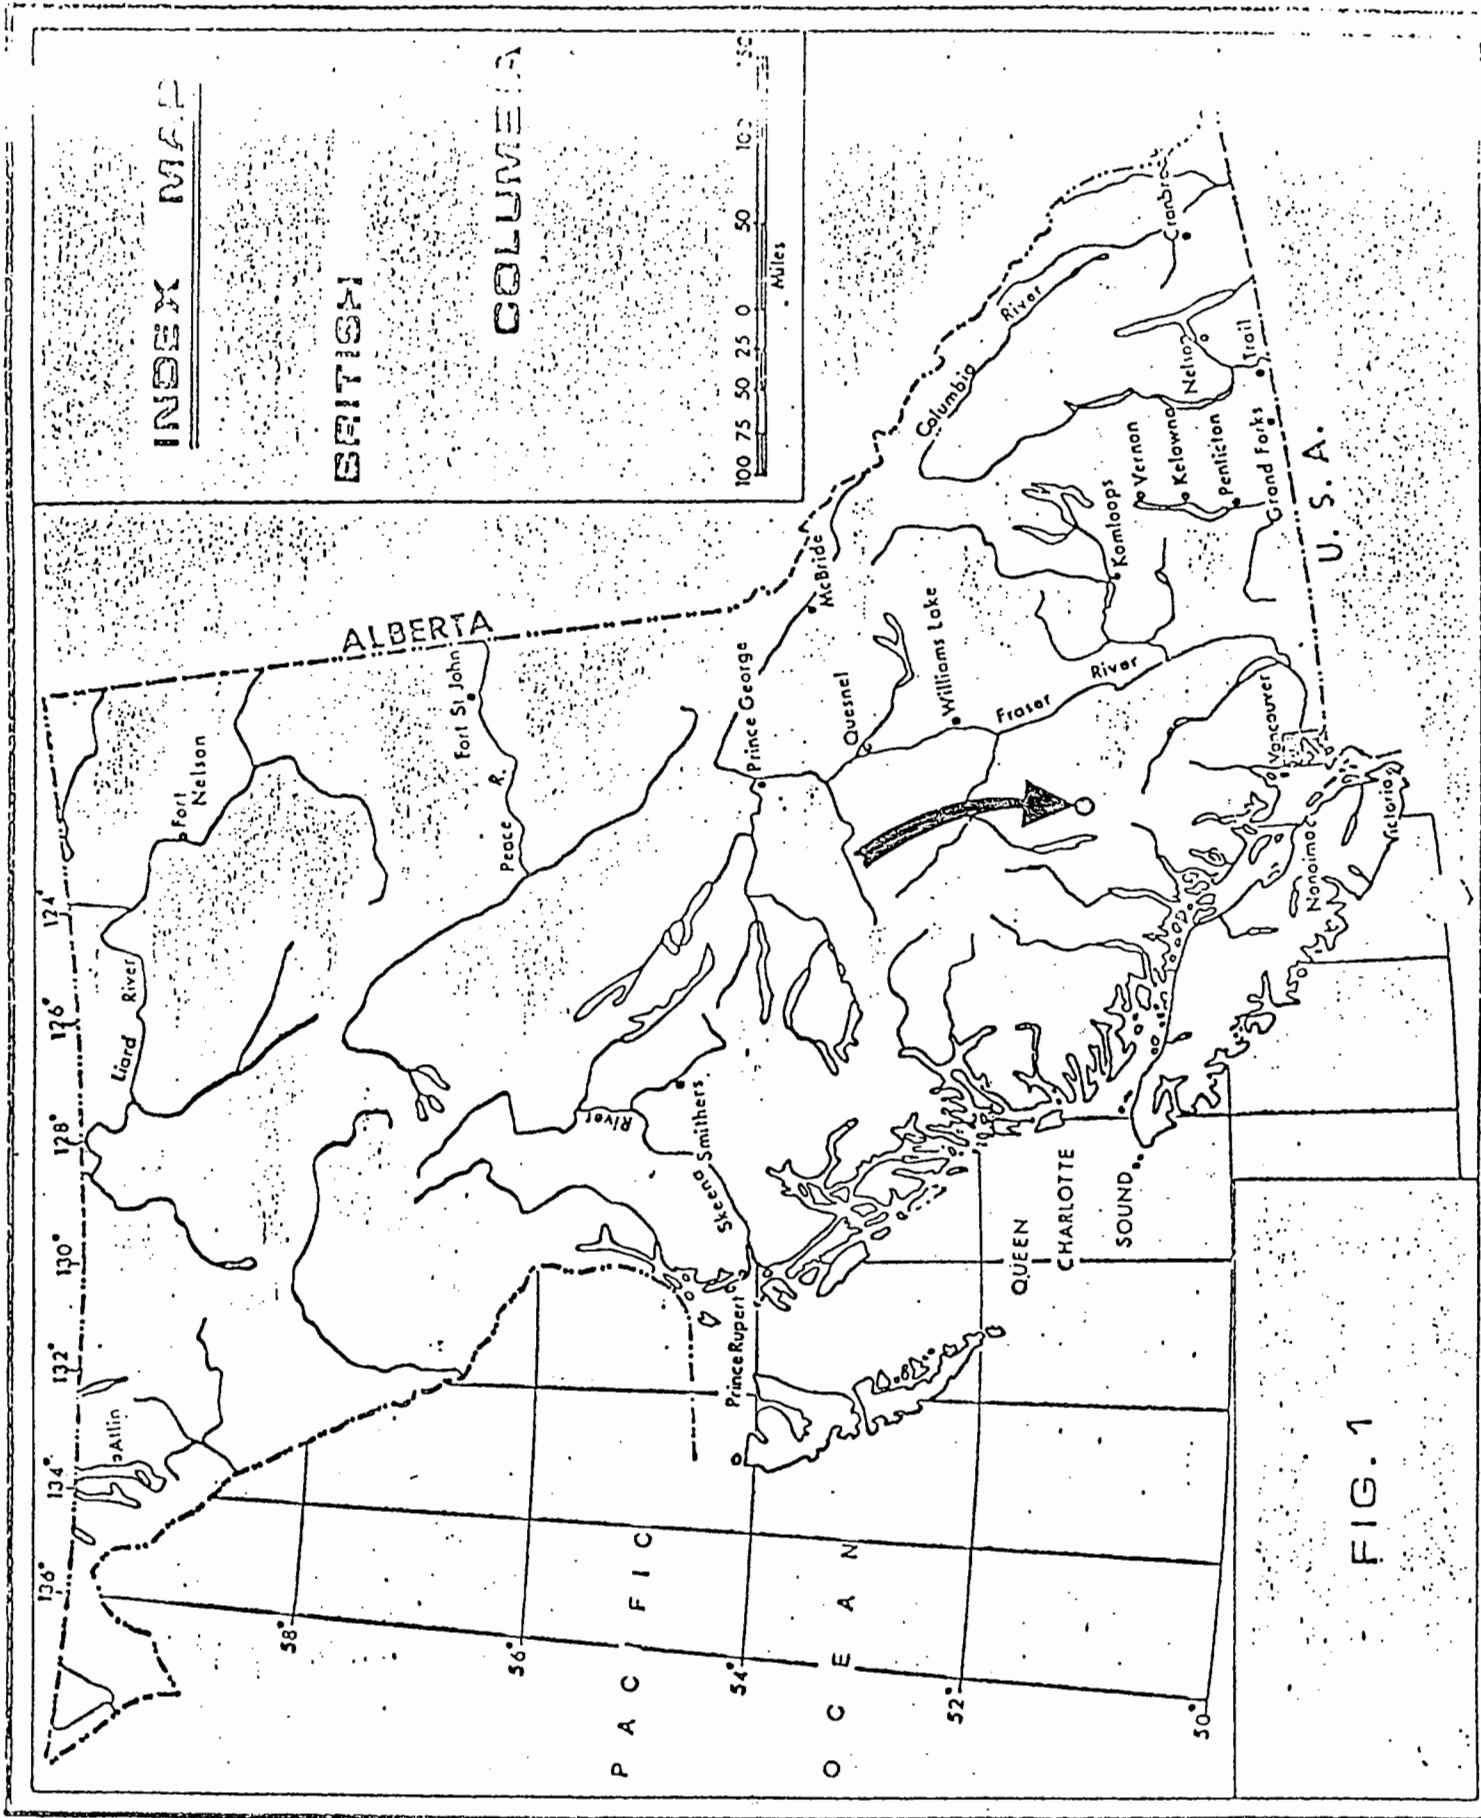 INDEX MAP
BRITISH
COLUMBIA
100 75 50 25 0 50 100 150
Miles
136° 134° 132° 130° 128° 126° 124°
58°
56°
54°
52°
50°
Atlin
Liard River
Fort
Nelson
ALBERTA
Fort St John
Peace R.
River
Smithers
Skeena
Prince Rupert
Prince George
McBride
Quesnel
Williams Lake
Fraser River
Columbia River
Kamloops
Vernon
Kelowna
Penticton
Nelson
Trail
Grand Forks
Cranbro
Vancouver
Nanaimo
Victoria
U. S. A.
QUEEN
CHARLOTTE
SOUND
PACIFIC
OCEAN
FIG. 1